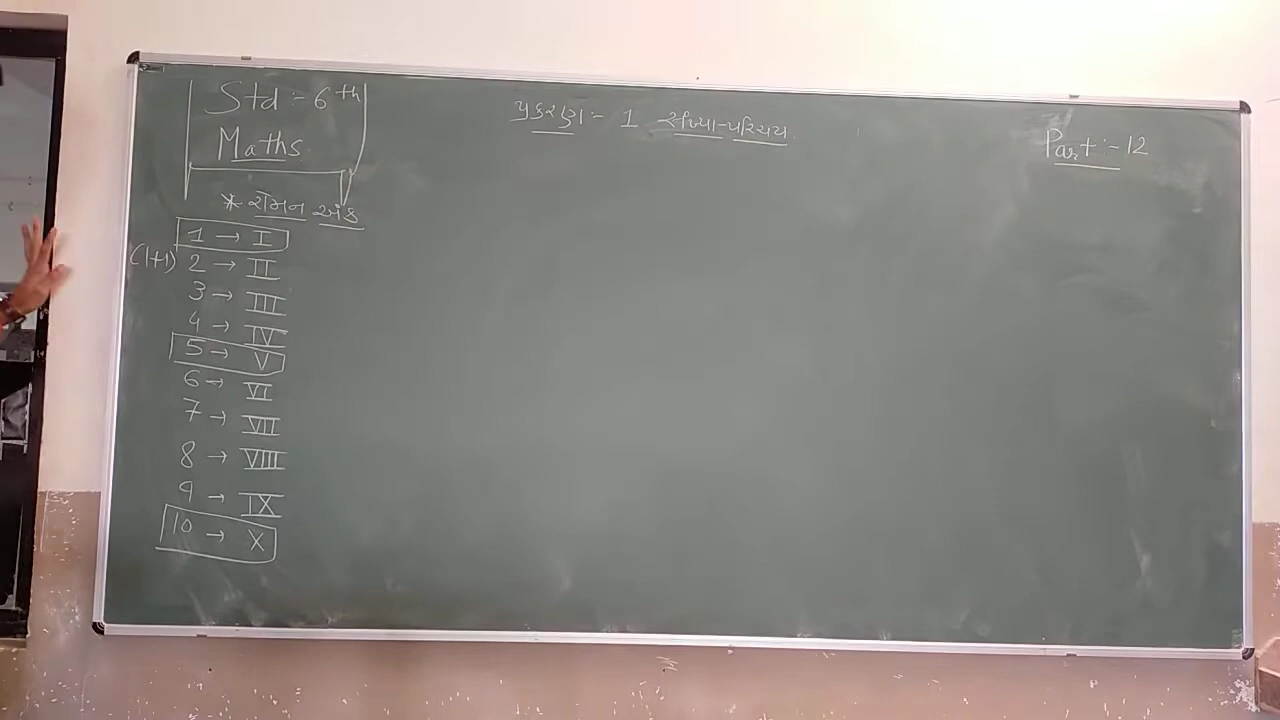 Std :- 6th
Maths
પ્રકરણ :- 1 સંખ્યા-પરિચય
Part :- 12
* રોમન અંક
1 → I
(1+1) 2 → II
3 → III
4 → IV
5 → V
6 → VI
7 → VII
8 → VIII
9 → IX
10 → X